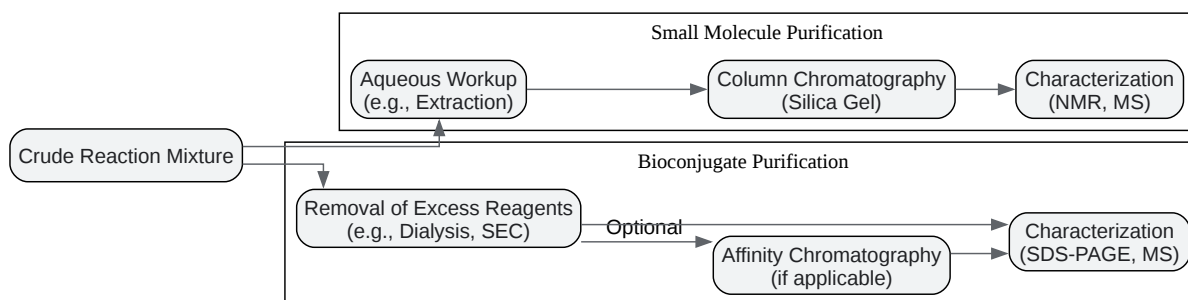 Small Molecule Purification
Aqueous Workup
(e.g., Extraction)
Column Chromatography
(Silica Gel)
Characterization
(NMR, MS)
Crude Reaction Mixture
Bioconjugate Purification
Removal of Excess Reagents
(e.g., Dialysis, SEC)
Optional
Affinity Chromatography
(if applicable)
Characterization
(SDS-PAGE, MS)